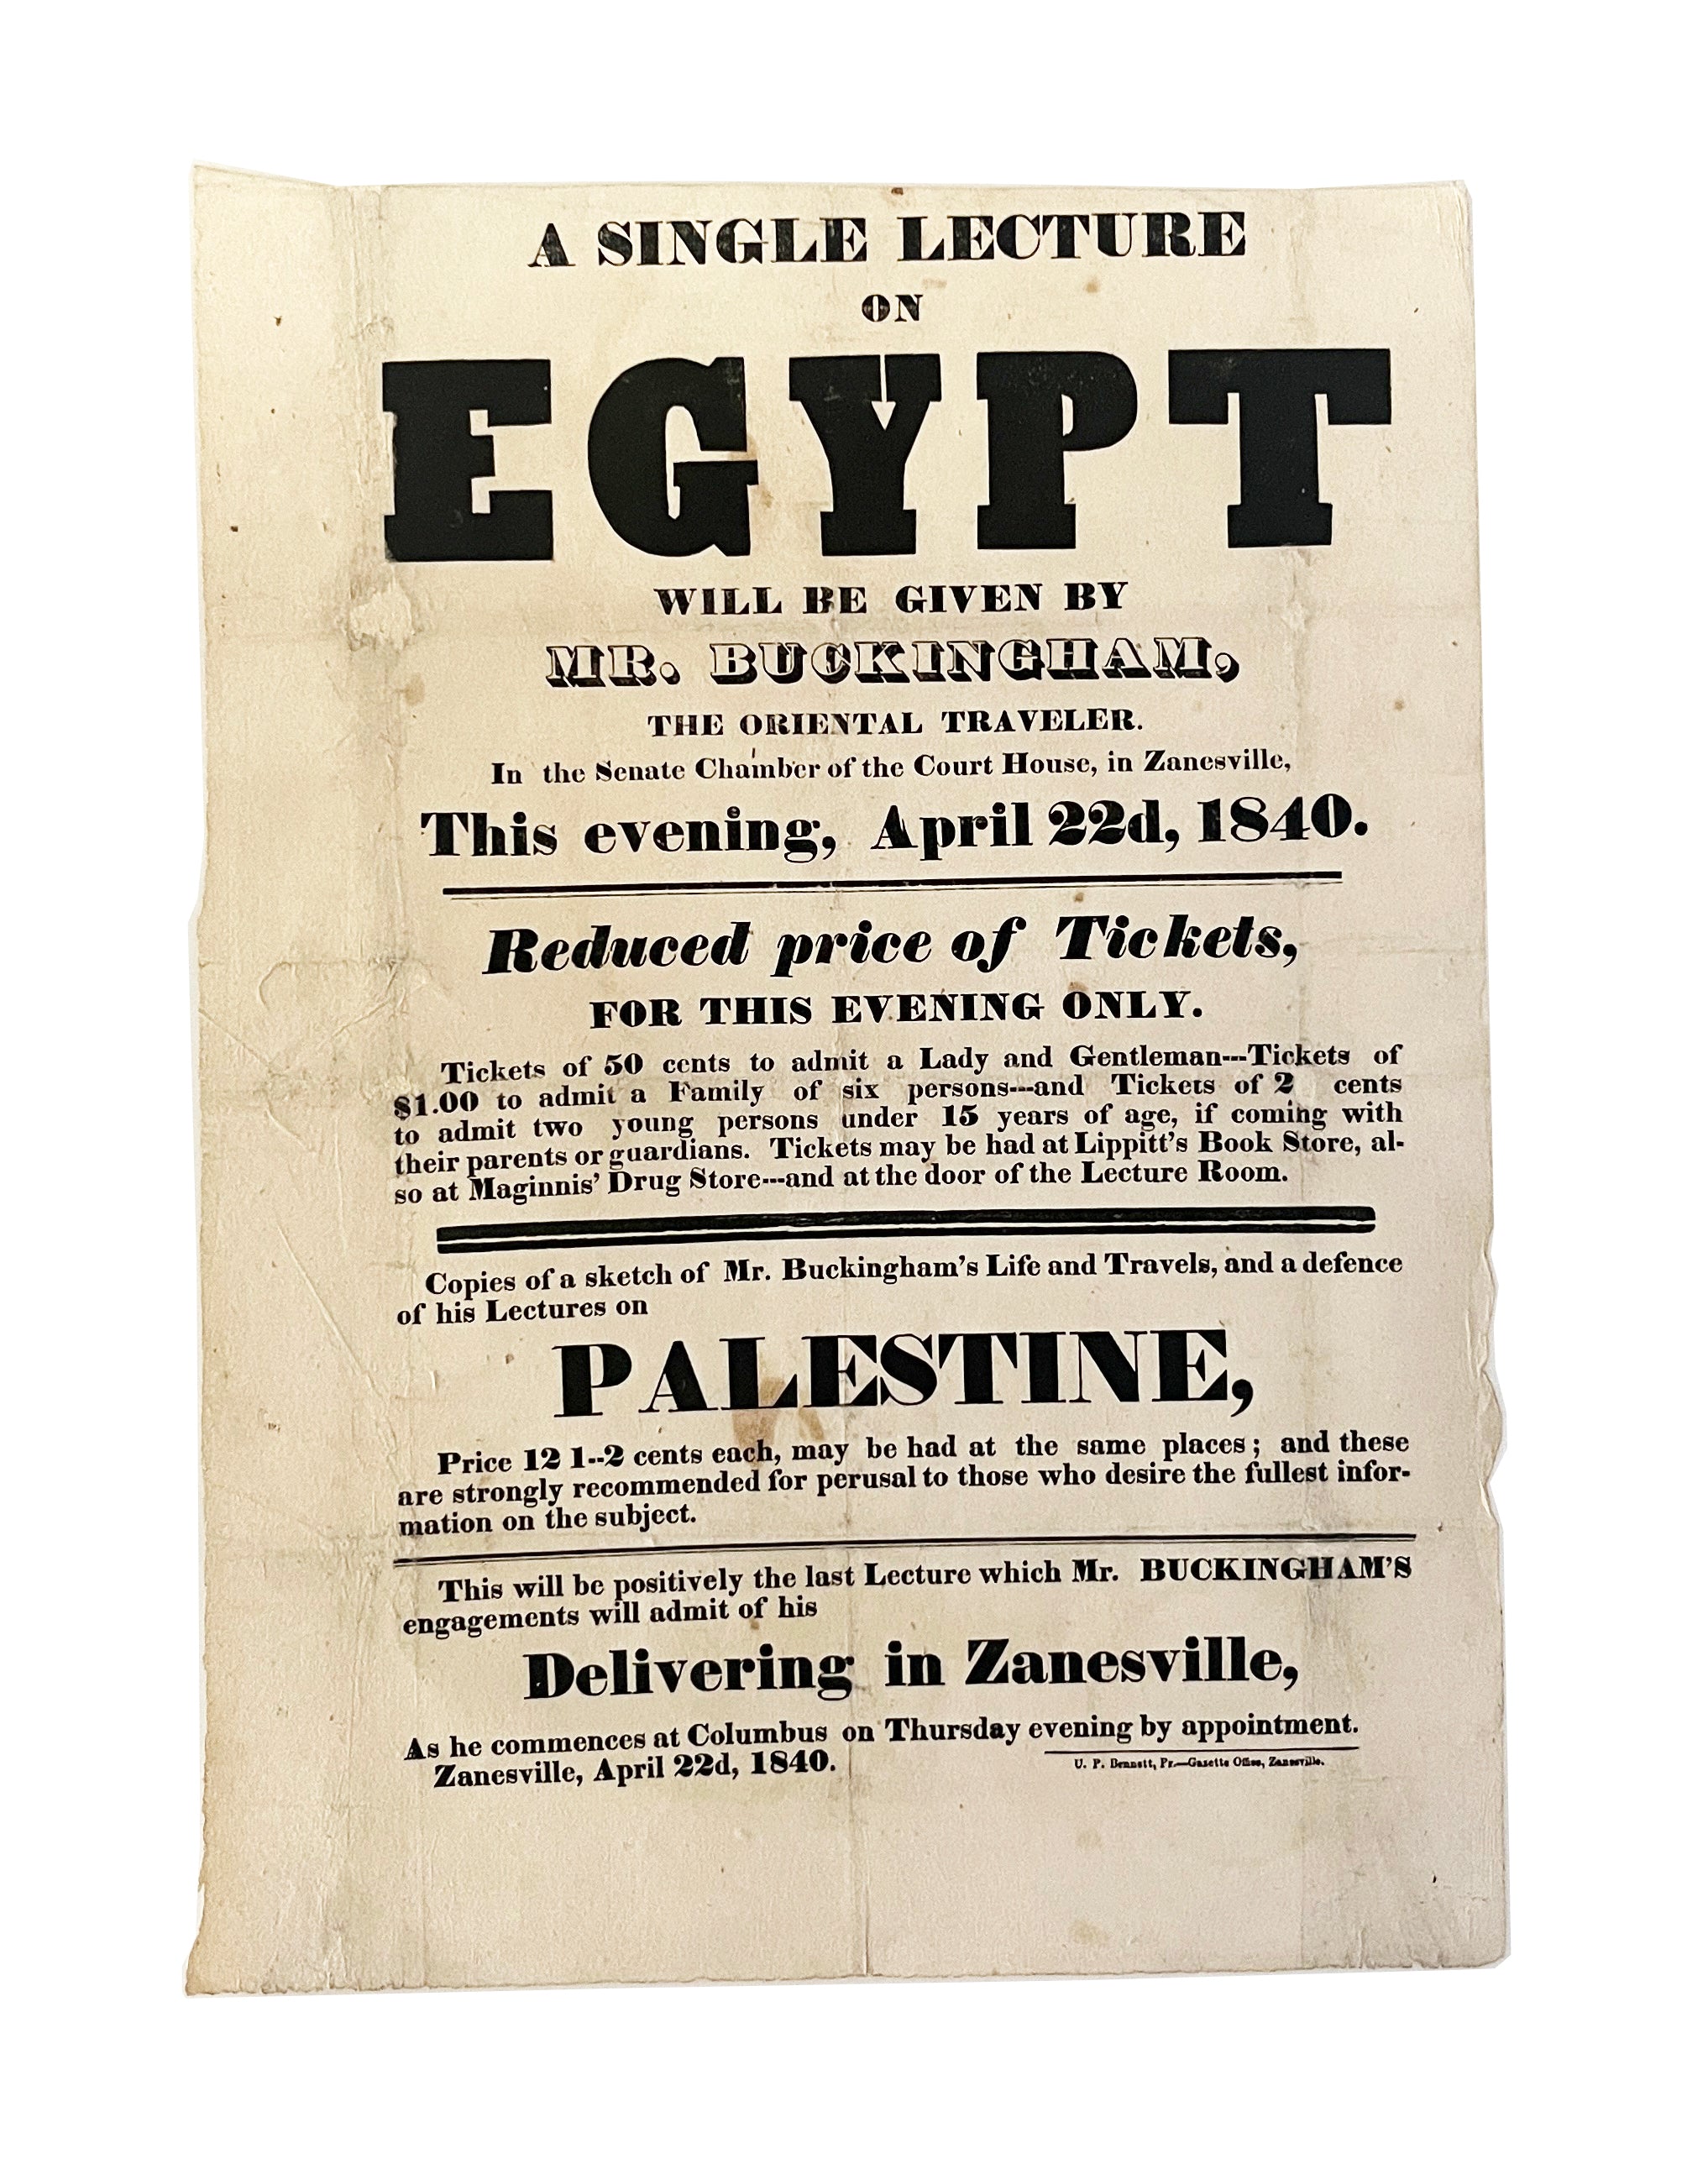 A SINGLE LECTURE
ON
EGYPT
WILL BE GIVEN BY
MR. BUCKINGHAM,
THE ORIENTAL TRAVELER.
In the Senate Chamber of the Court House, in Zanesville,
This evening, April 22d, 1840.
Reduced price of Tickets,
FOR THIS EVENING ONLY.
Tickets of 50 cents to admit a Lady and Gentleman---Tickets of
$1.00 to admit a Family of six persons---and Tickets of 2 cents
to admit two young persons under 15 years of age, if coming with
their parents or guardians. Tickets may be had at Lippitt's Book Store, al-
so at Maginnis' Drug Store---and at the door of the Lecture Room.
Copies of a sketch of Mr. Buckingham's Life and Travels, and a defence
of his Lectures on
PALESTINE,
Price 12 1--2 cents each, may be had at the same places; and these
are strongly recommended for perusal to those who desire the fullest infor-
mation on the subject.
This will be positively the last Lecture which Mr. BUCKINGHAM'S
engagements will admit of his
Delivering in Zanesville,
As he commences at Columbus on Thursday evening by appointment.
Zanesville, April 22d, 1840.
U. P. Bennett, Pr.—Gazette Office, Zanesville.